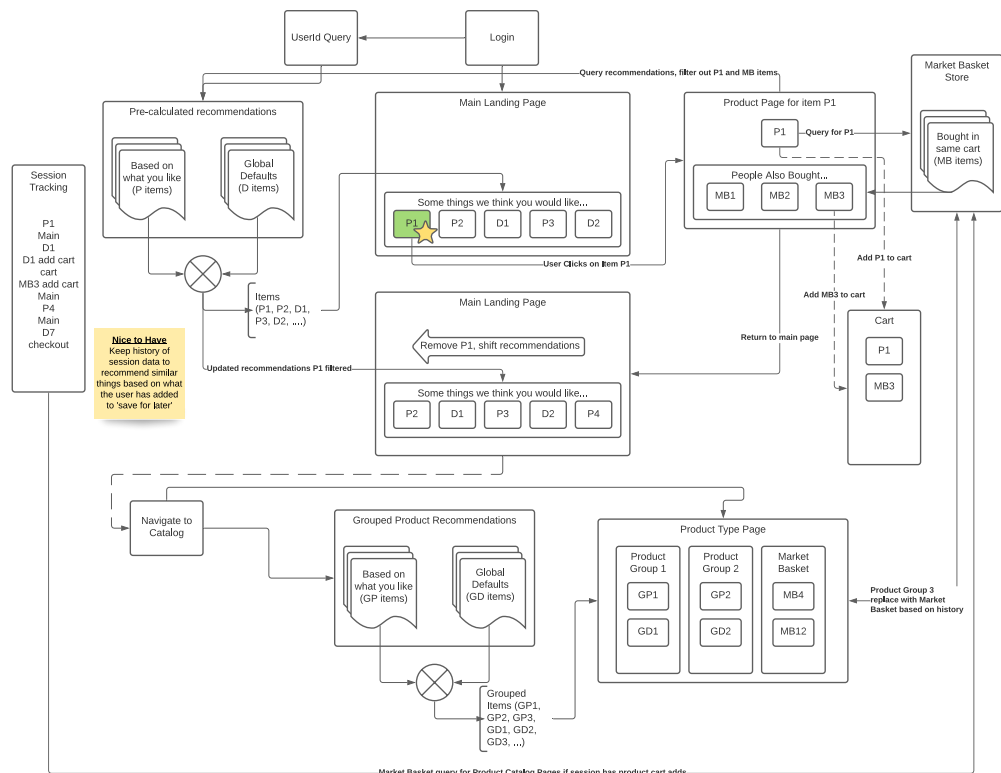 UserId Query
Login
Query recommendations, filter out P1 and MB items
Market Basket
Store
Bought in
same cart
(MB items)
Pre-calculated recommendations
Based on
what you like
(P items)
Global
Defaults
(D items)
Main Landing Page
Some things we think you would like...
P1
P2
D1
P3
D2
User Clicks on Item P1
Product Page for item P1
P1
Query for P1
People Also Bought...
MB1
MB2
MB3
Session
Tracking
P1
Main
D1
D1 add cart
cart
MB3 add cart
Main
P4
Main
D7
checkout
Items
(P1, P2, D1,
P3, D2, ....)
Nice to Have
Keep history of
session data to
recommend similar
things based on what
the user has added
to 'save for later'
Updated recommendations P1 filtered
Main Landing Page
Remove P1, shift recommendations
Some things we think you would like...
P2
D1
P3
D2
P4
Return to main page
Add P1 to cart
Add MB3 to cart
Cart
P1
MB3
Navigate to
Catalog
Grouped Product Recommendations
Based on
what you like
(GP items)
Global
Defaults
(GD items)
Grouped
Items (GP1,
GP2, GP3,
GD1, GD2,
GD3, ...)
Product Type Page
Product
Group 1
GP1
GD1
Product
Group 2
GP2
GD2
Market
Basket
MB4
MB12
Product Group 3
replace with Market
Basket based on history
Market Basket query for Product Catalog Pages if session has product cart adds